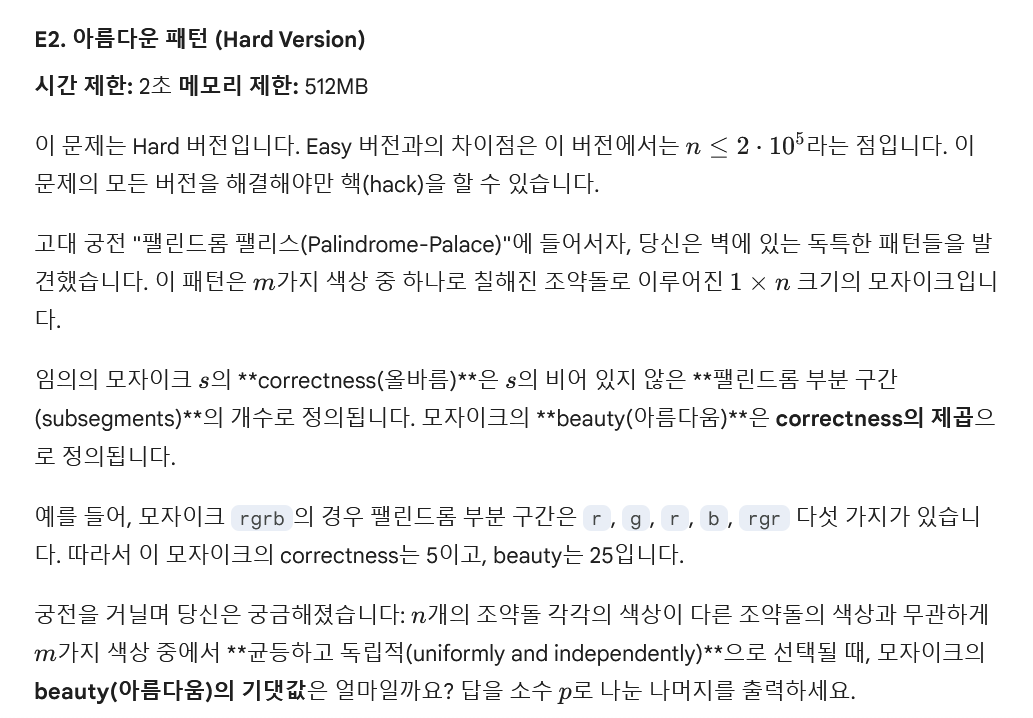 E2. 아름다운 패턴 (Hard Version)
시간 제한: 2초 메모리 제한: 512MB
이 문제는 Hard 버전입니다. Easy 버전과의 차이점은 이 버전에서는 n ≤ 2 · 10⁵라는 점입니다. 이
문제의 모든 버전을 해결해야만 핵(hack)을 할 수 있습니다.
고대 궁전 "팰린드롬 팰리스(Palindrome-Palace)"에 들어서자, 당신은 벽에 있는 독특한 패턴들을 발
견했습니다. 이 패턴은 m가지 색상 중 하나로 칠해진 조약돌로 이루어진 1 × n 크기의 모자이크입니
다.
임의의 모자이크 s의 **correctness(올바름)**은 s의 비어 있지 않은 **팰린드롬 부분 구간
(subsegments)**의 개수로 정의됩니다. 모자이크의 **beauty(아름다움)**은 correctness의 제곱으
로 정의됩니다.
예를 들어, 모자이크 rgrb의 경우 팰린드롬 부분 구간은 r, g, r, b, rgr 다섯 가지가 있습니
다. 따라서 이 모자이크의 correctness는 5이고, beauty는 25입니다.
궁전을 거닐며 당신은 궁금해졌습니다: n개의 조약돌 각각의 색상이 다른 조약돌의 색상과 무관하게
m가지 색상 중에서 **균등하고 독립적(uniformly and independently)**으로 선택될 때, 모자이크의
beauty(아름다움)의 기댓값은 얼마일까요? 답을 소수 p로 나눈 나머지를 출력하세요.